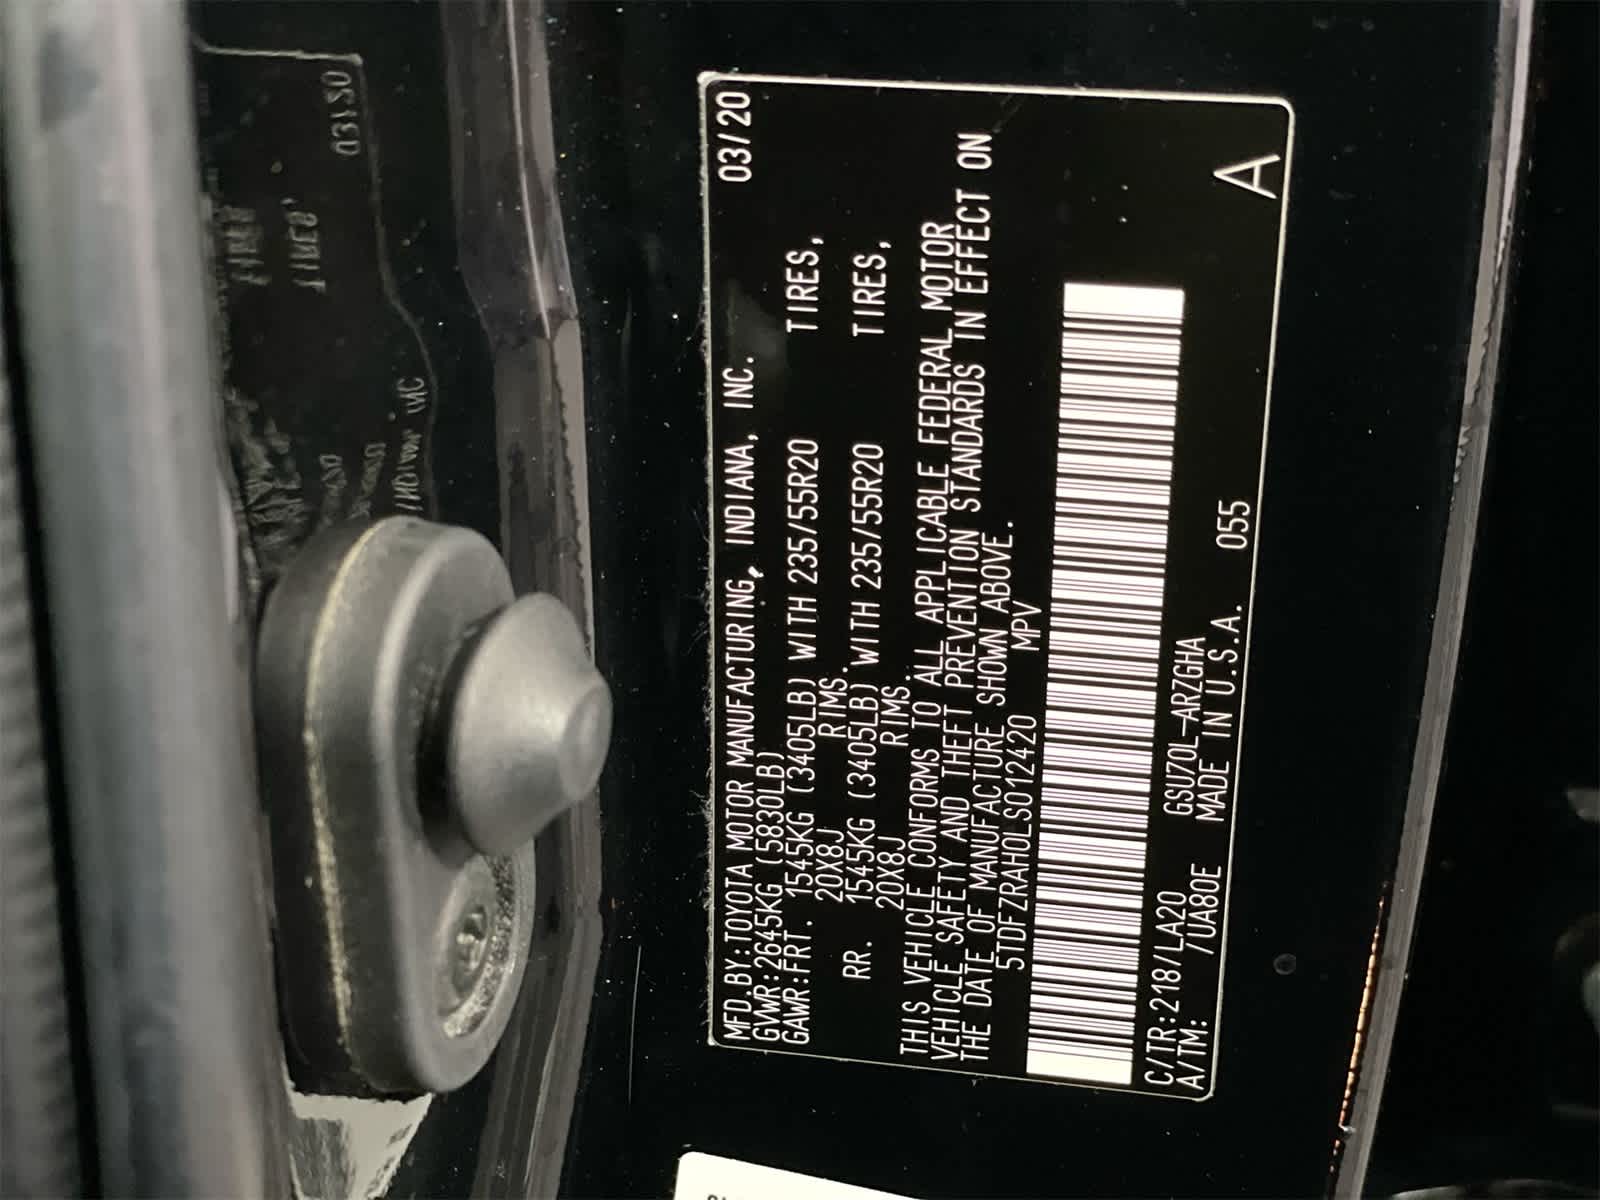 MFD.BY:TOYOTA MOTOR MANUFACTURING, INDIANA, INC. 03/20
GVWR:2645KG (5830LB)
GAWR:FRT. 1545KG (3405LB) WITH 235/55R20 TIRES,
20X8J RIMS.
RR. 1545KG (3405LB) WITH 235/55R20 TIRES,
20X8J RIMS.
THIS VEHICLE CONFORMS TO ALL APPLICABLE FEDERAL MOTOR
VEHICLE SAFETY AND THEFT PREVENTION STANDARDS IN EFFECT ON
THE DATE OF MANUFACTURE SHOWN ABOVE.
5TDFZRAH0LS012420 MPV
C/TR:218/LA20 GSU70L-ARZGHA 055
A/TM: /UA80E MADE IN U.S.A. A